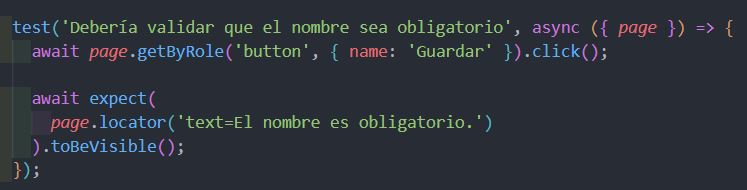 test('Debería validar que el nombre sea obligatorio', async ({ page }) => {
  await page.getByRole('button', { name: 'Guardar' }).click();

  await expect(
    page.locator('text=El nombre es obligatorio.')
  ).toBeVisible();
});